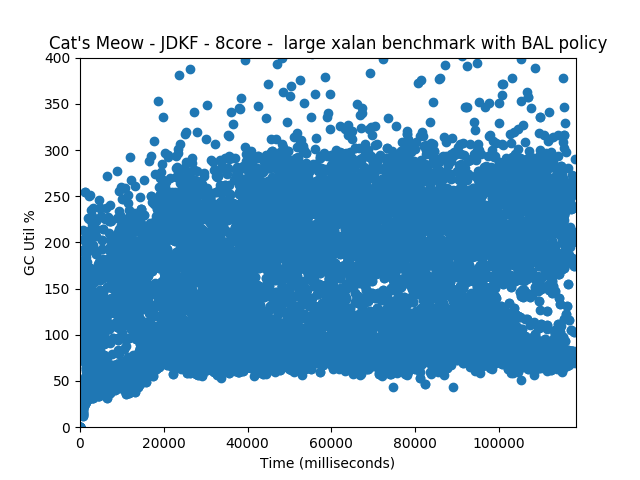 Cat's Meow - JDKF - 8core -  large xalan benchmark with BAL policy
400
350
300
250
200
150
100
50
0
GC Util %
0 20000 40000 60000 80000 100000
Time (milliseconds)